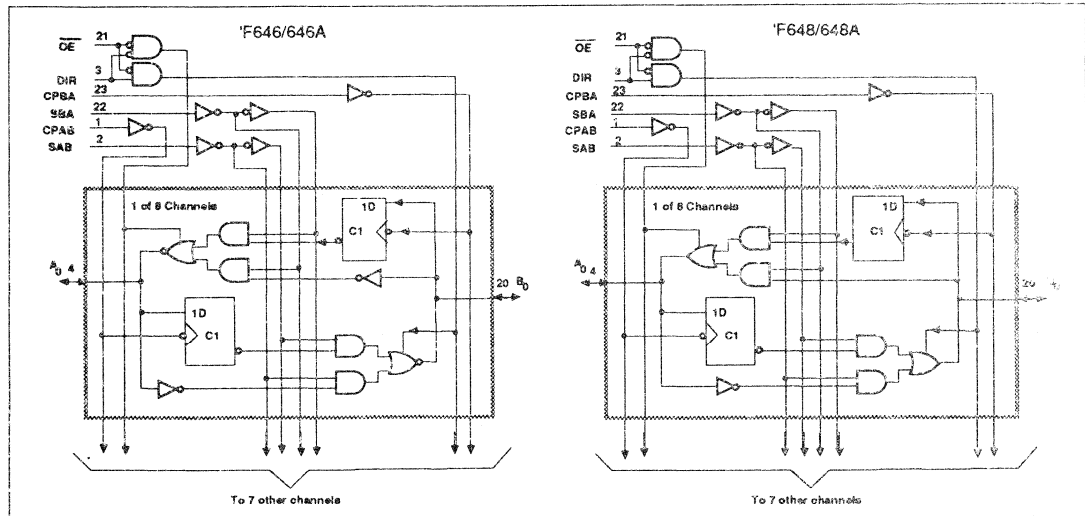 'F646/646A
OE 21
DIR 3
CPBA 23
SBA 22
CPAB 1
SAB 2
1 of 8 Channels
1D
C1
A0 4
20 B0
1D
C1
To 7 other channels
'F648/648A
OE 21
DIR 3
CPBA 23
SBA 22
CPAB 1
SAB 2
1 of 8 Channels
1D
C1
A0 4
20
1D
C1
To 7 other channels